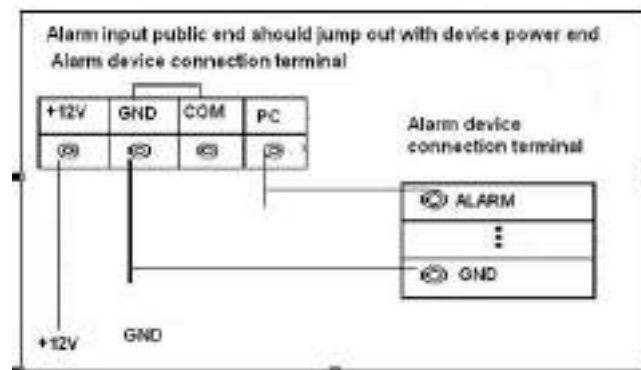 Alarm input public end should jump out with device power end
Alarm device connection terminal
+12V GND COM PC
Alarm device
connection terminal
ALARM
GND
+12V GND